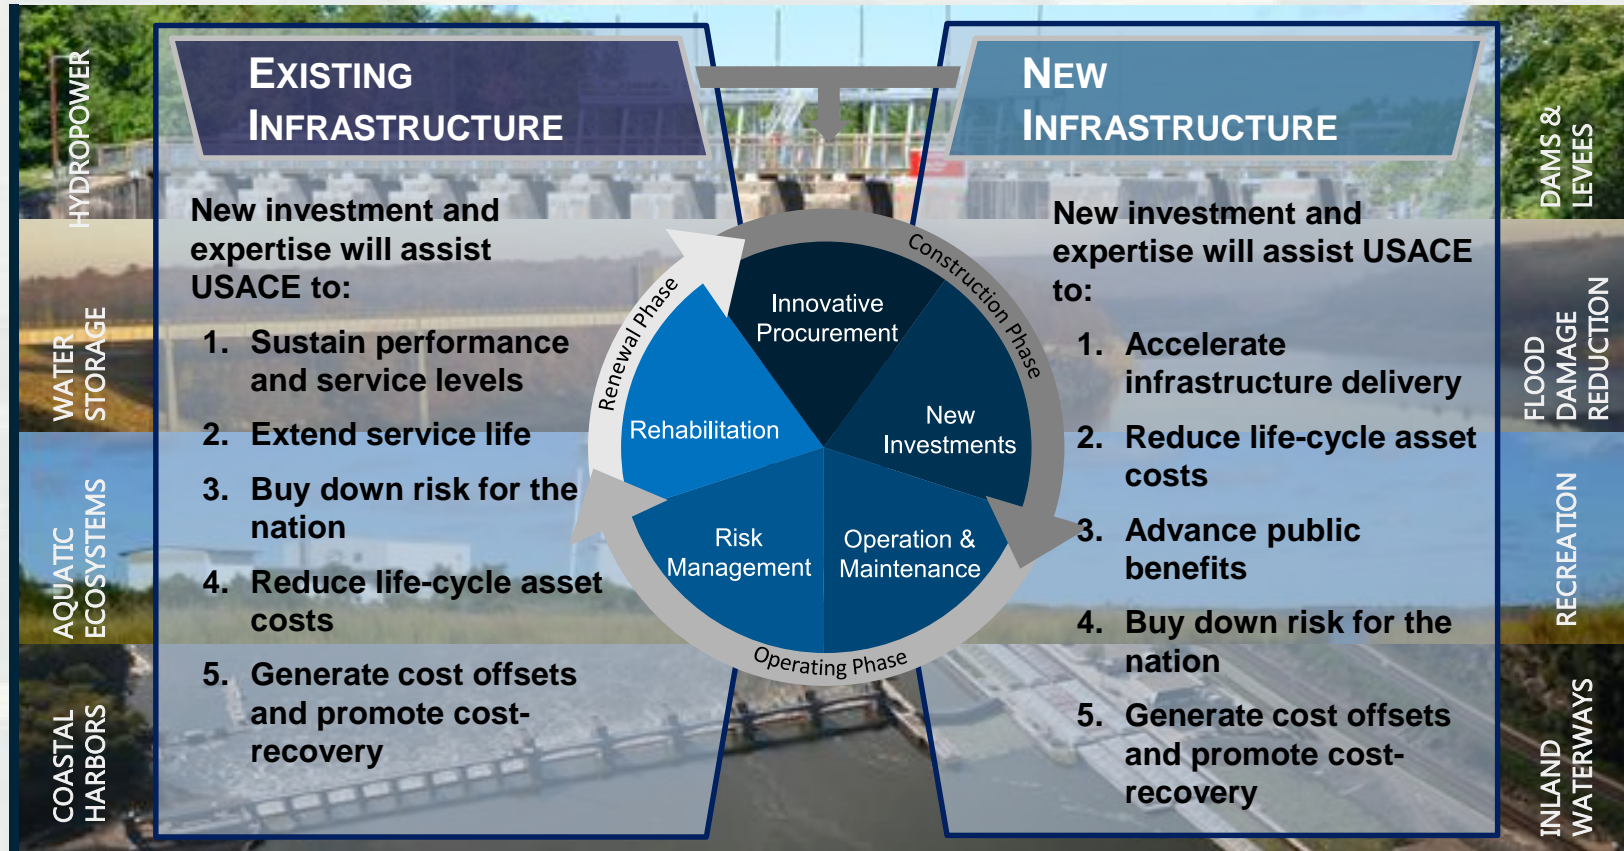 EXISTING
INFRASTRUCTURE
New investment and
expertise will assist
USACE to:
1. Sustain performance
and service levels
2. Extend service life
3. Buy down risk for the
nation
4. Reduce life-cycle asset
costs
5. Generate cost offsets
and promote cost-
recovery
NEW
INFRASTRUCTURE
New investment and
expertise will assist USACE
to:
1. Accelerate
infrastructure delivery
2. Reduce life-cycle asset
costs
3. Advance public
benefits
4. Buy down risk for the
nation
5. Generate cost offsets
and promote cost-
recovery
Renewal Phase
Construction Phase
Operating Phase
Innovative
Procurement
New
Investments
Operation &
Maintenance
Risk
Management
Rehabilitation
HYDROPOWER
WATER
STORAGE
AQUATIC
ECOSYSTEMS
COASTAL
HARBORS
DAMS &
LEVEES
FLOOD
DAMAGE
REDUCTION
RECREATION
INLAND
WATERWAYS